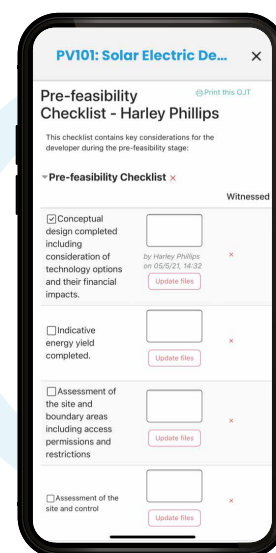 PV101: Solar Electric De... ×
Print this OJT
Pre-feasibility
Checklist - Harley Phillips
This checklist contains key considerations for the
developer during the pre-feasibility stage:
Pre-feasibility Checklist ×
Witnessed
Conceptual
design completed
including
consideration of
technology options
and their financial
impacts.
by Harley Phillips
on 05/5/21, 14:32
Update files
×
Indicative
energy yield
completed.
Update files
×
Assessment of
the site and
boundary areas
including access
permissions and
restrictions
Update files
×
Assessment of the
site and control
Update files
×